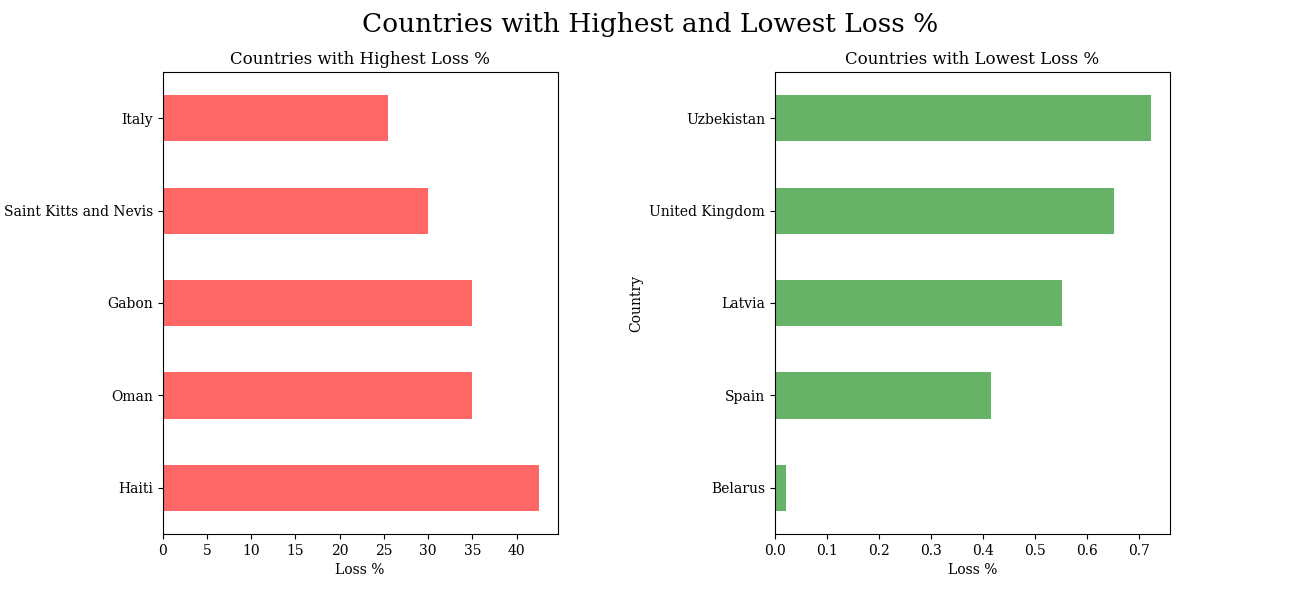 Countries with Highest and Lowest Loss %
Countries with Highest Loss %
Italy
Saint Kitts and Nevis
Gabon
Oman
Haiti
0 5 10 15 20 25 30 35 40
Loss %
Countries with Lowest Loss %
Country
Uzbekistan
United Kingdom
Latvia
Spain
Belarus
0.0 0.1 0.2 0.3 0.4 0.5 0.6 0.7
Loss %